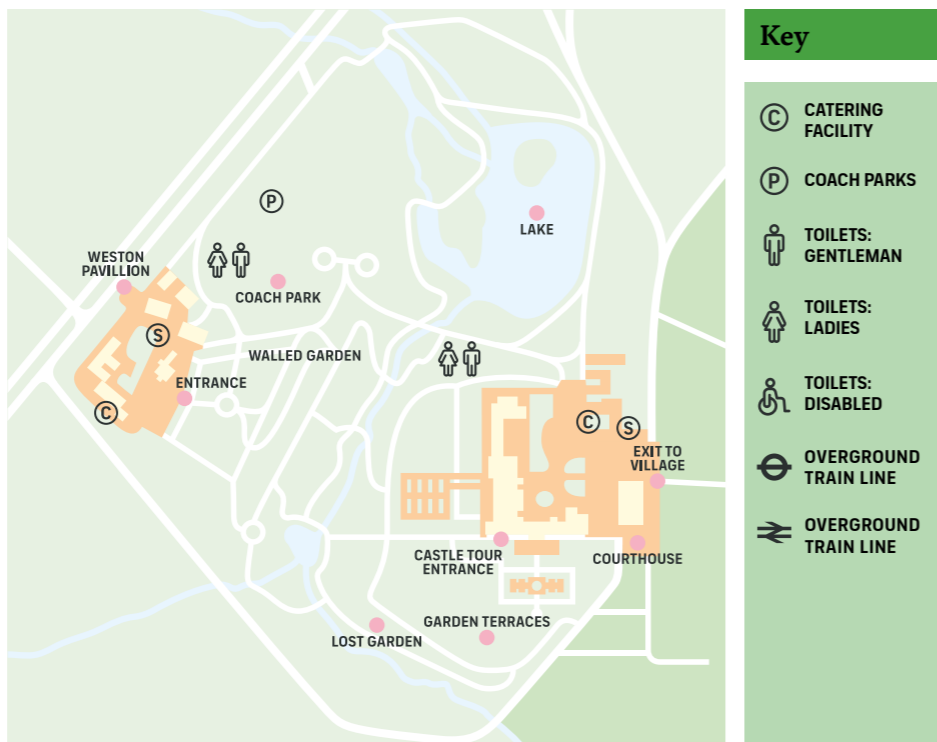 Key
P
LAKE
WESTON
PAVILLION
COACH PARK
S
WALLED GARDEN
ENTRANCE
C
C
S
EXIT TO
VILLAGE
CASTLE TOUR
ENTRANCE
COURTHOUSE
GARDEN TERRACES
LOST GARDEN
C
CATERING
FACILITY
P
COACH PARKS
TOILETS:
GENTLEMAN
TOILETS:
LADIES
TOILETS:
DISABLED
OVERGROUND
TRAIN LINE
OVERGROUND
TRAIN LINE